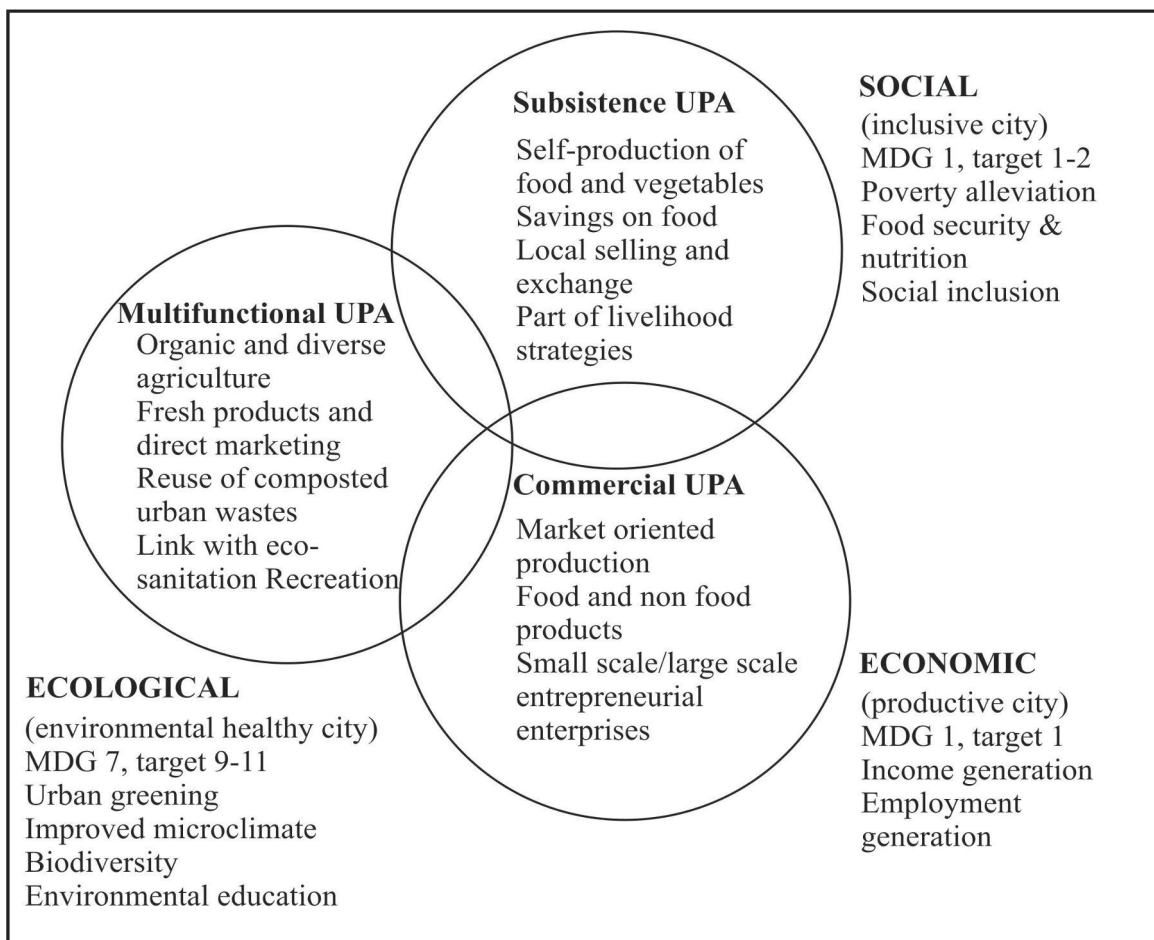 Subsistence UPA
Self-production of
food and vegetables
Savings on food
Local selling and
exchange
Part of livelihood
strategies
SOCIAL
(inclusive city)
MDG 1, target 1-2
Poverty alleviation
Food security &
nutrition
Social inclusion
Multifunctional UPA
Organic and diverse
agriculture
Fresh products and
direct marketing
Reuse of composted
urban wastes
Link with eco-
sanitation Recreation
Commercial UPA
Market oriented
production
Food and non food
products
Small scale/large scale
entrepreneurial
enterprises
ECOLOGICAL
(environmental healthy city)
MDG 7, target 9-11
Urban greening
Improved microclimate
Biodiversity
Environmental education
ECONOMIC
(productive city)
MDG 1, target 1
Income generation
Employment
generation